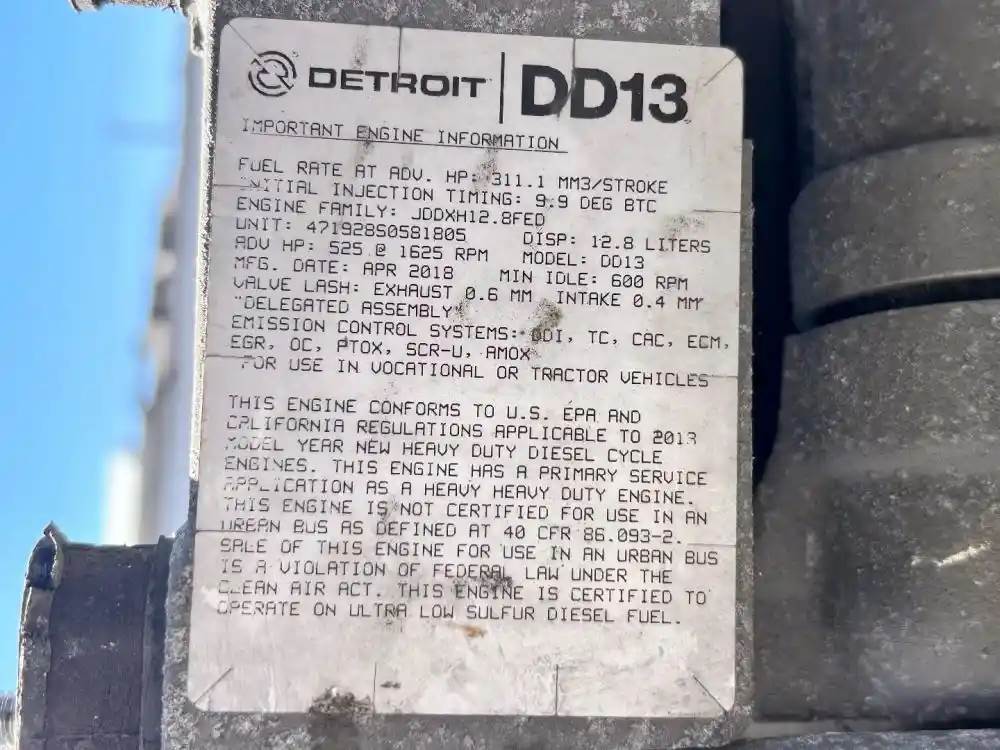 DETROIT DD13
IMPORTANT ENGINE INFORMATION
FUEL RATE AT ADV. HP: 311.1 MM3/STROKE
INITIAL INJECTION TIMING: 9.9 DEG BTC
ENGINE FAMILY: JDDXH12.8FED
UNIT: 471928S0581805 DISP: 12.8 LITERS
ADV HP: 525 @ 1625 RPM MODEL: DD13
MFG. DATE: APR 2018 MIN IDLE: 600 RPM
VALVE LASH: EXHAUST 0.6 MM INTAKE 0.4 MM
"DELEGATED ASSEMBLY"
EMISSION CONTROL SYSTEMS: DDI, TC, CAC, ECM,
EGR, OC, PTOX, SCR-U, AMOX
FOR USE IN VOCATIONAL OR TRACTOR VEHICLES
THIS ENGINE CONFORMS TO U.S. EPA AND
CALIFORNIA REGULATIONS APPLICABLE TO
MODEL YEAR NEW HEAVY DUTY DIESEL CYCLE
ENGINES. THIS ENGINE HAS A PRIMARY SERVICE
APPLICATION AS A HEAVY HEAVY DUTY ENGINE.
THIS ENGINE IS NOT CERTIFIED FOR USE IN AN
URBAN BUS AS DEFINED AT 40 CFR 86.093-2.
SALE OF THIS ENGINE FOR USE IN AN URBAN BUS
IS A VIOLATION OF FEDERAL LAW UNDER THE
CLEAN AIR ACT. THIS ENGINE IS CERTIFIED TO
OPERATE ON ULTRA LOW SULFUR DIESEL FUEL.